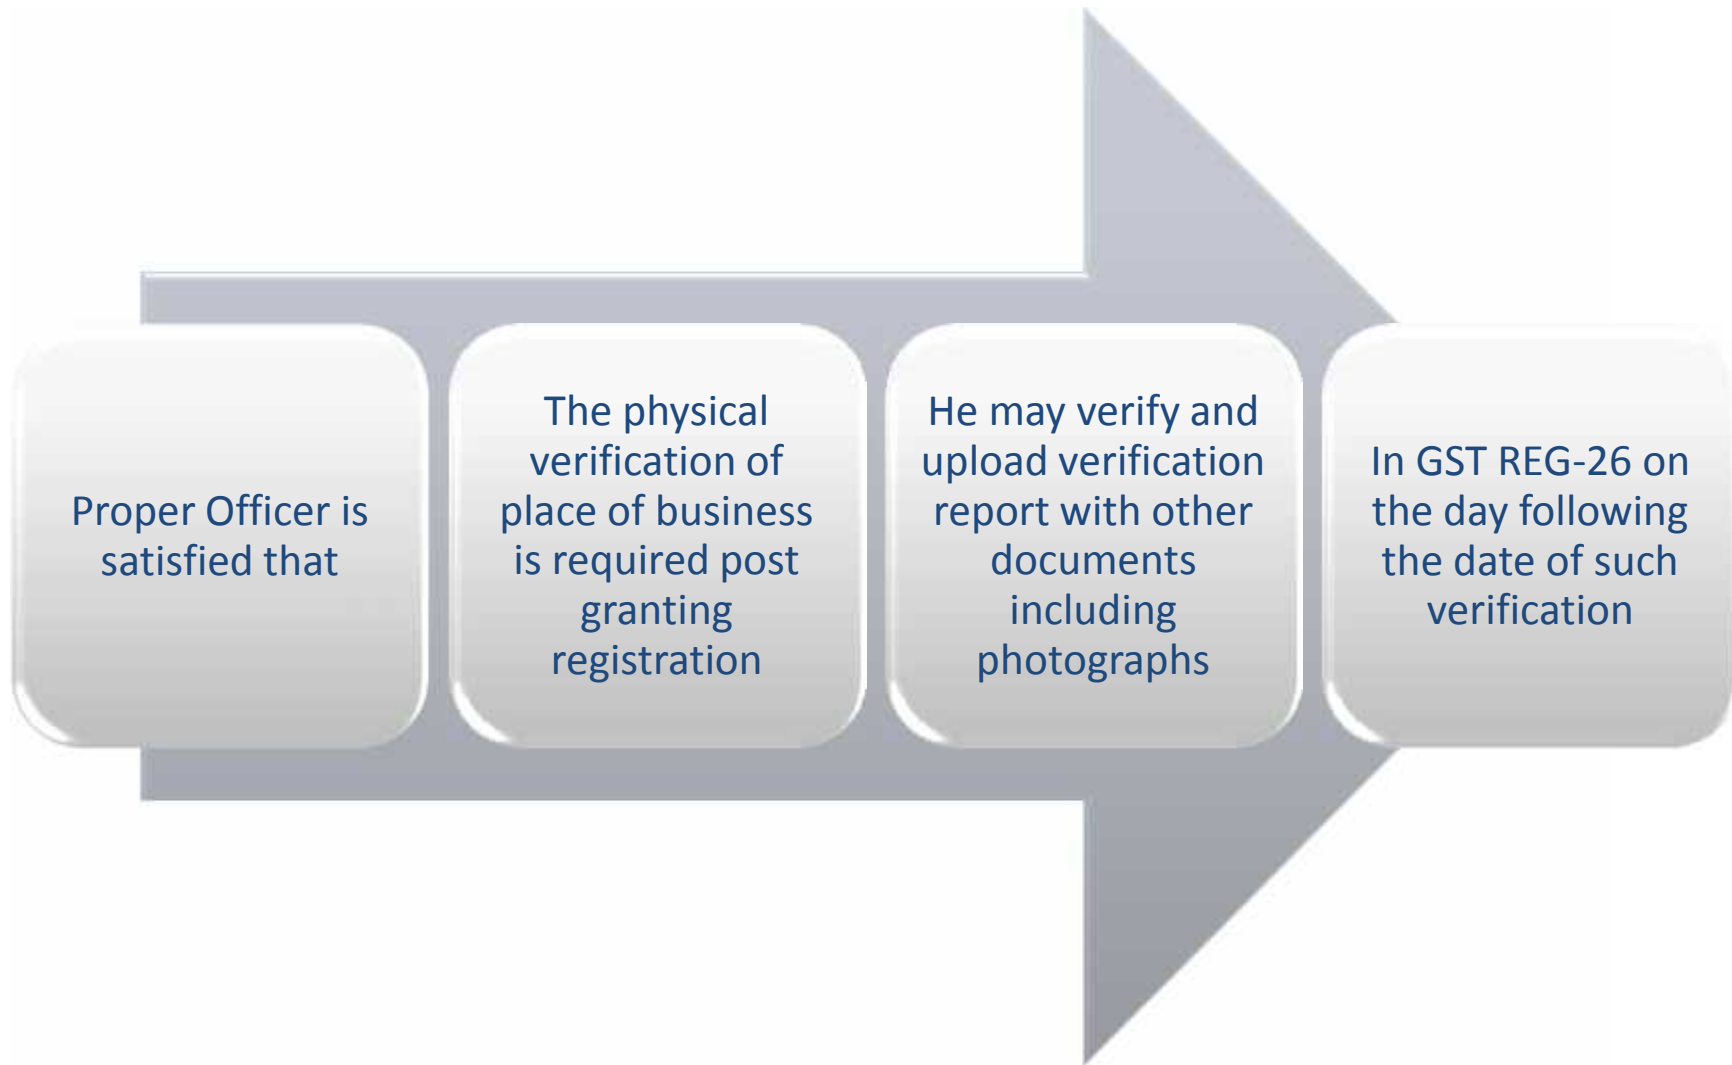 Proper Officer is
satisfied that
The physical
verification of
place of business
is required post
granting
registration
He may verify and
upload verification
report with other
documents
including
photographs
In GST REG-26 on
the day following
the date of such
verification